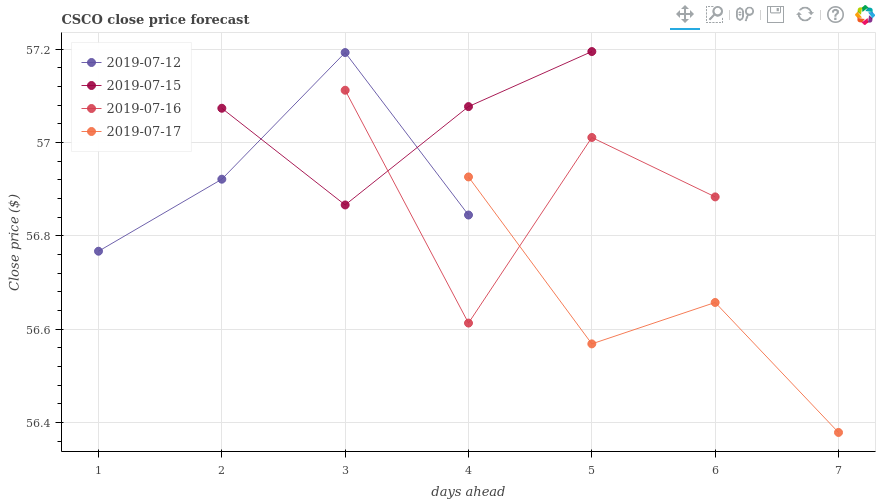 CSCO close price forecast
2019-07-12
2019-07-15
2019-07-16
2019-07-17
57.2
57
56.8
56.6
56.4
Close price ($)
1 2 3 4 5 6 7
days ahead